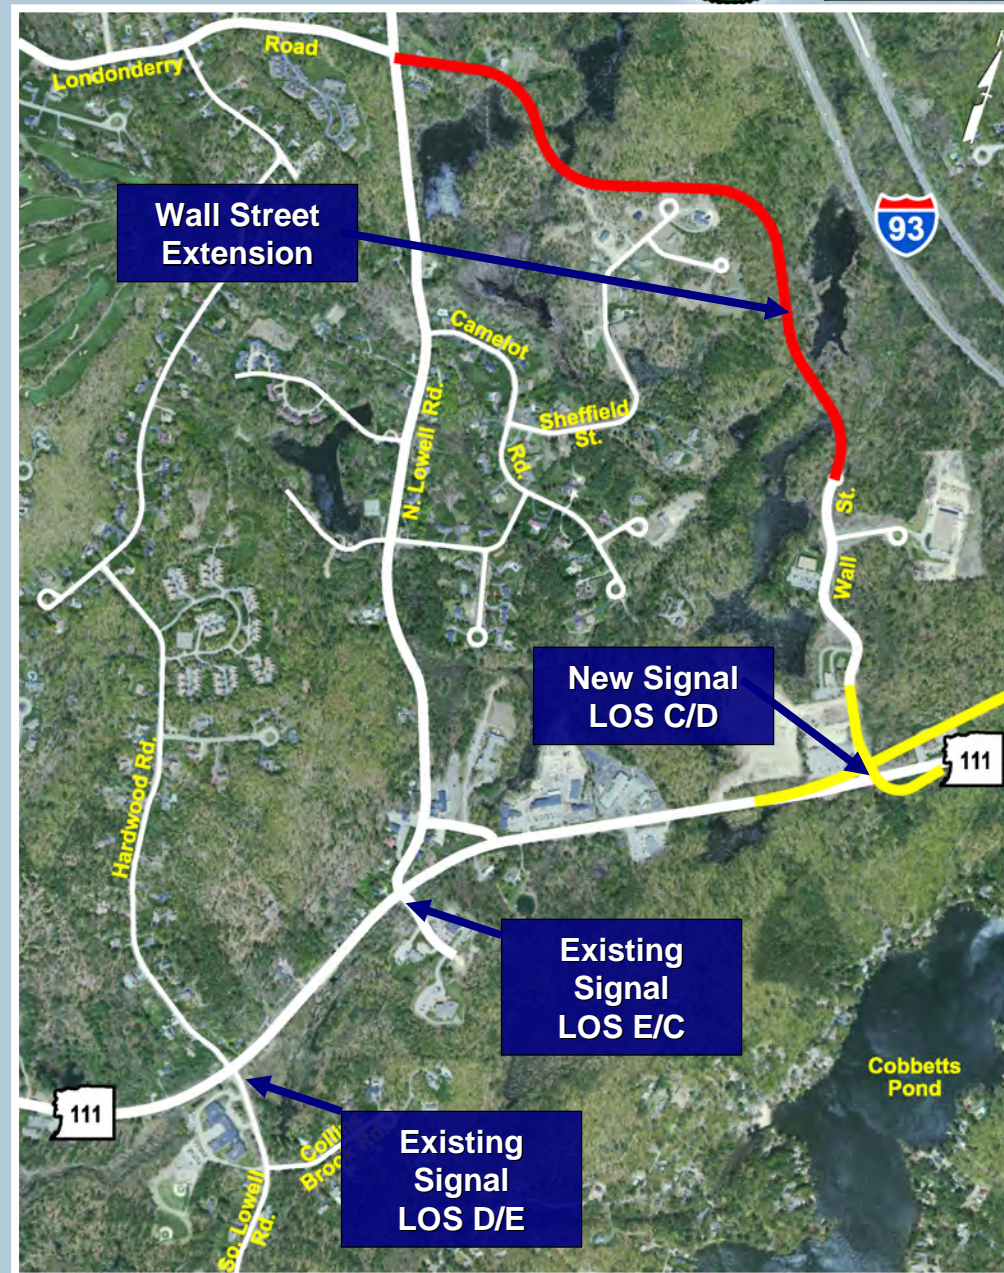 Londonderry
Road
93
Wall Street
Extension
Camelot
Rd.
Sheffield
St.
N. Lowell Rd.
St.
Wall
New Signal
LOS C/D
111
Hardwood Rd.
Existing
Signal
LOS E/C
Cobbetts
Pond
111
Existing
Signal
LOS D/E
So. Lowell
Rd.